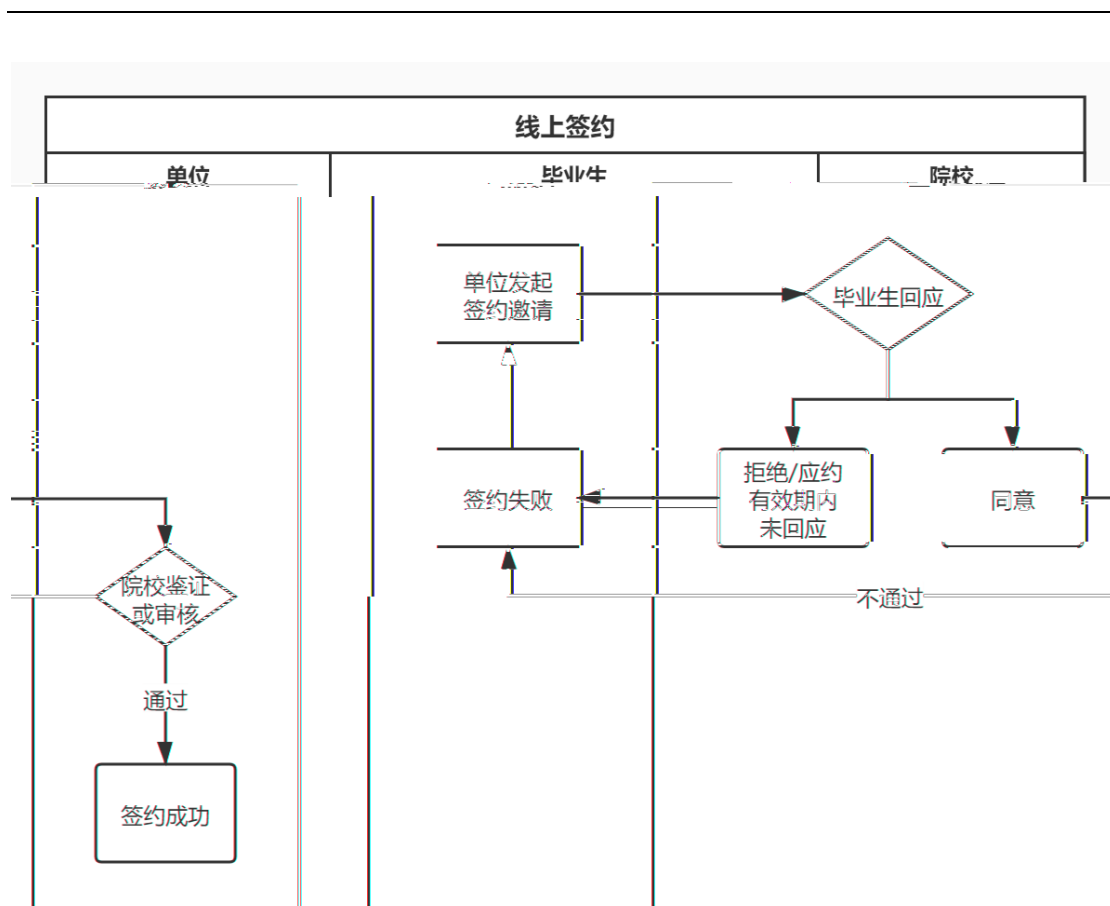 线上签约
单位
毕业生
院校
单位发起
签约邀请
毕业生回应
签约失败
拒绝/应约
有效期内
未回应
同意
院校鉴证
或审核
不通过
通过
签约成功